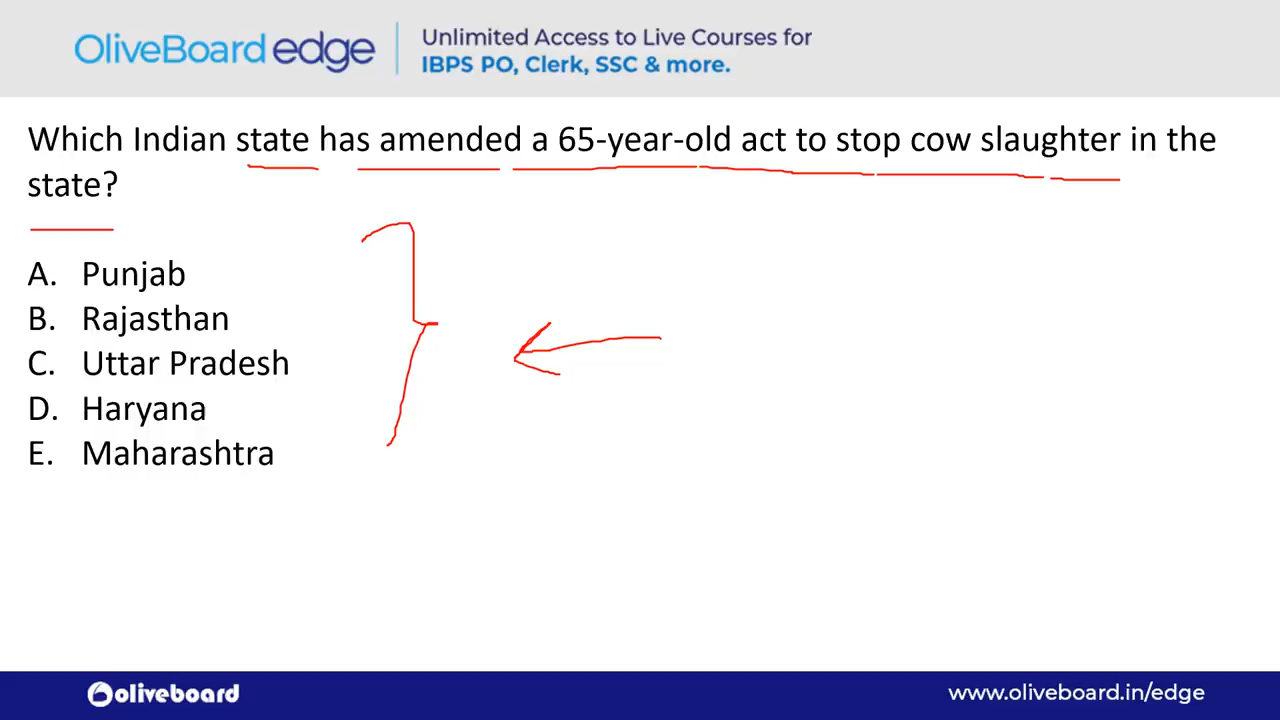 OliveBoard edge
Unlimited Access to Live Courses for
IBPS PO, Clerk, SSC & more.
Which Indian state has amended a 65-year-old act to stop cow slaughter in the
state?
A. Punjab
B. Rajasthan
C. Uttar Pradesh
D. Haryana
E. Maharashtra
oliveboard
www.oliveboard.in/edge